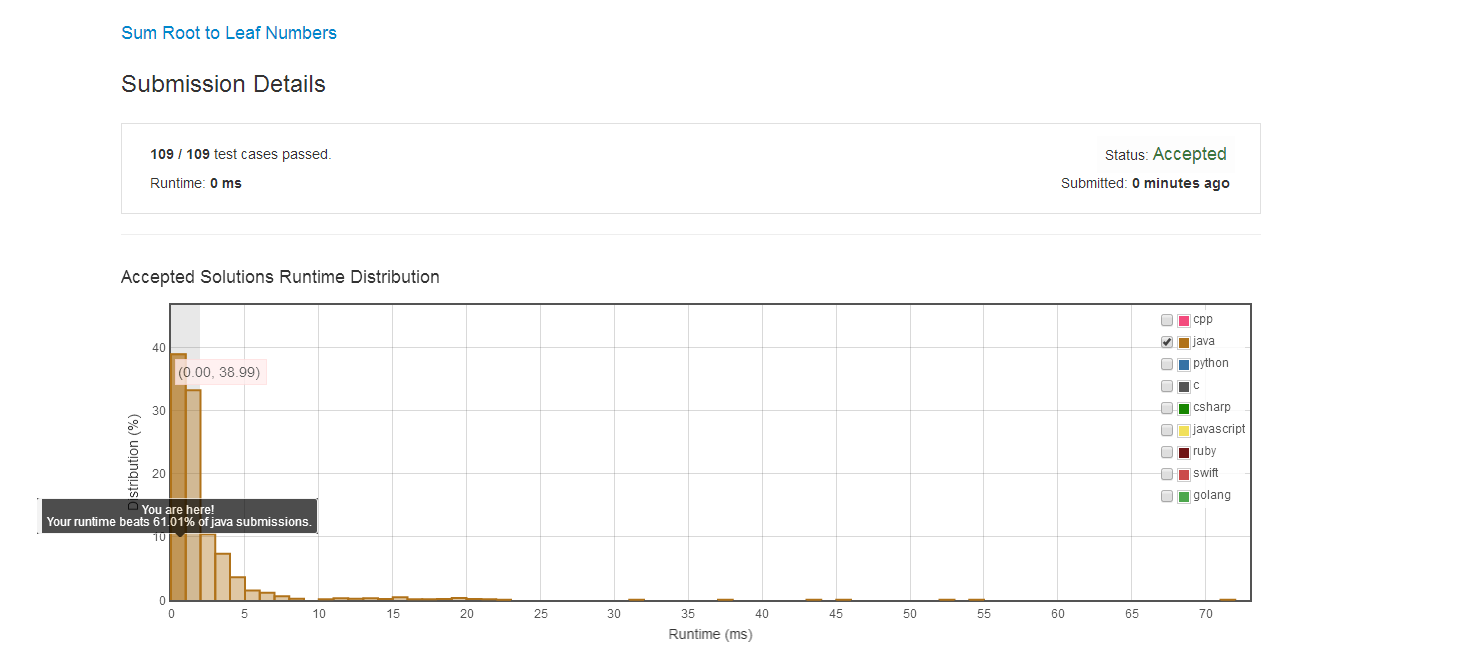 Sum Root to Leaf Numbers
Submission Details
109 / 109 test cases passed.
Status: Accepted
Runtime: 0 ms
Submitted: 0 minutes ago
Accepted Solutions Runtime Distribution
cpp
java
python
c
csharp
javascript
ruby
swift
golang
(0.00, 38.99)
You are here!
Your runtime beats 61.01% of java submissions.
Distribution (%)
40
30
20
10
0
0 5 10 15 20 25 30 35 40 45 50 55 60 65 70
Runtime (ms)